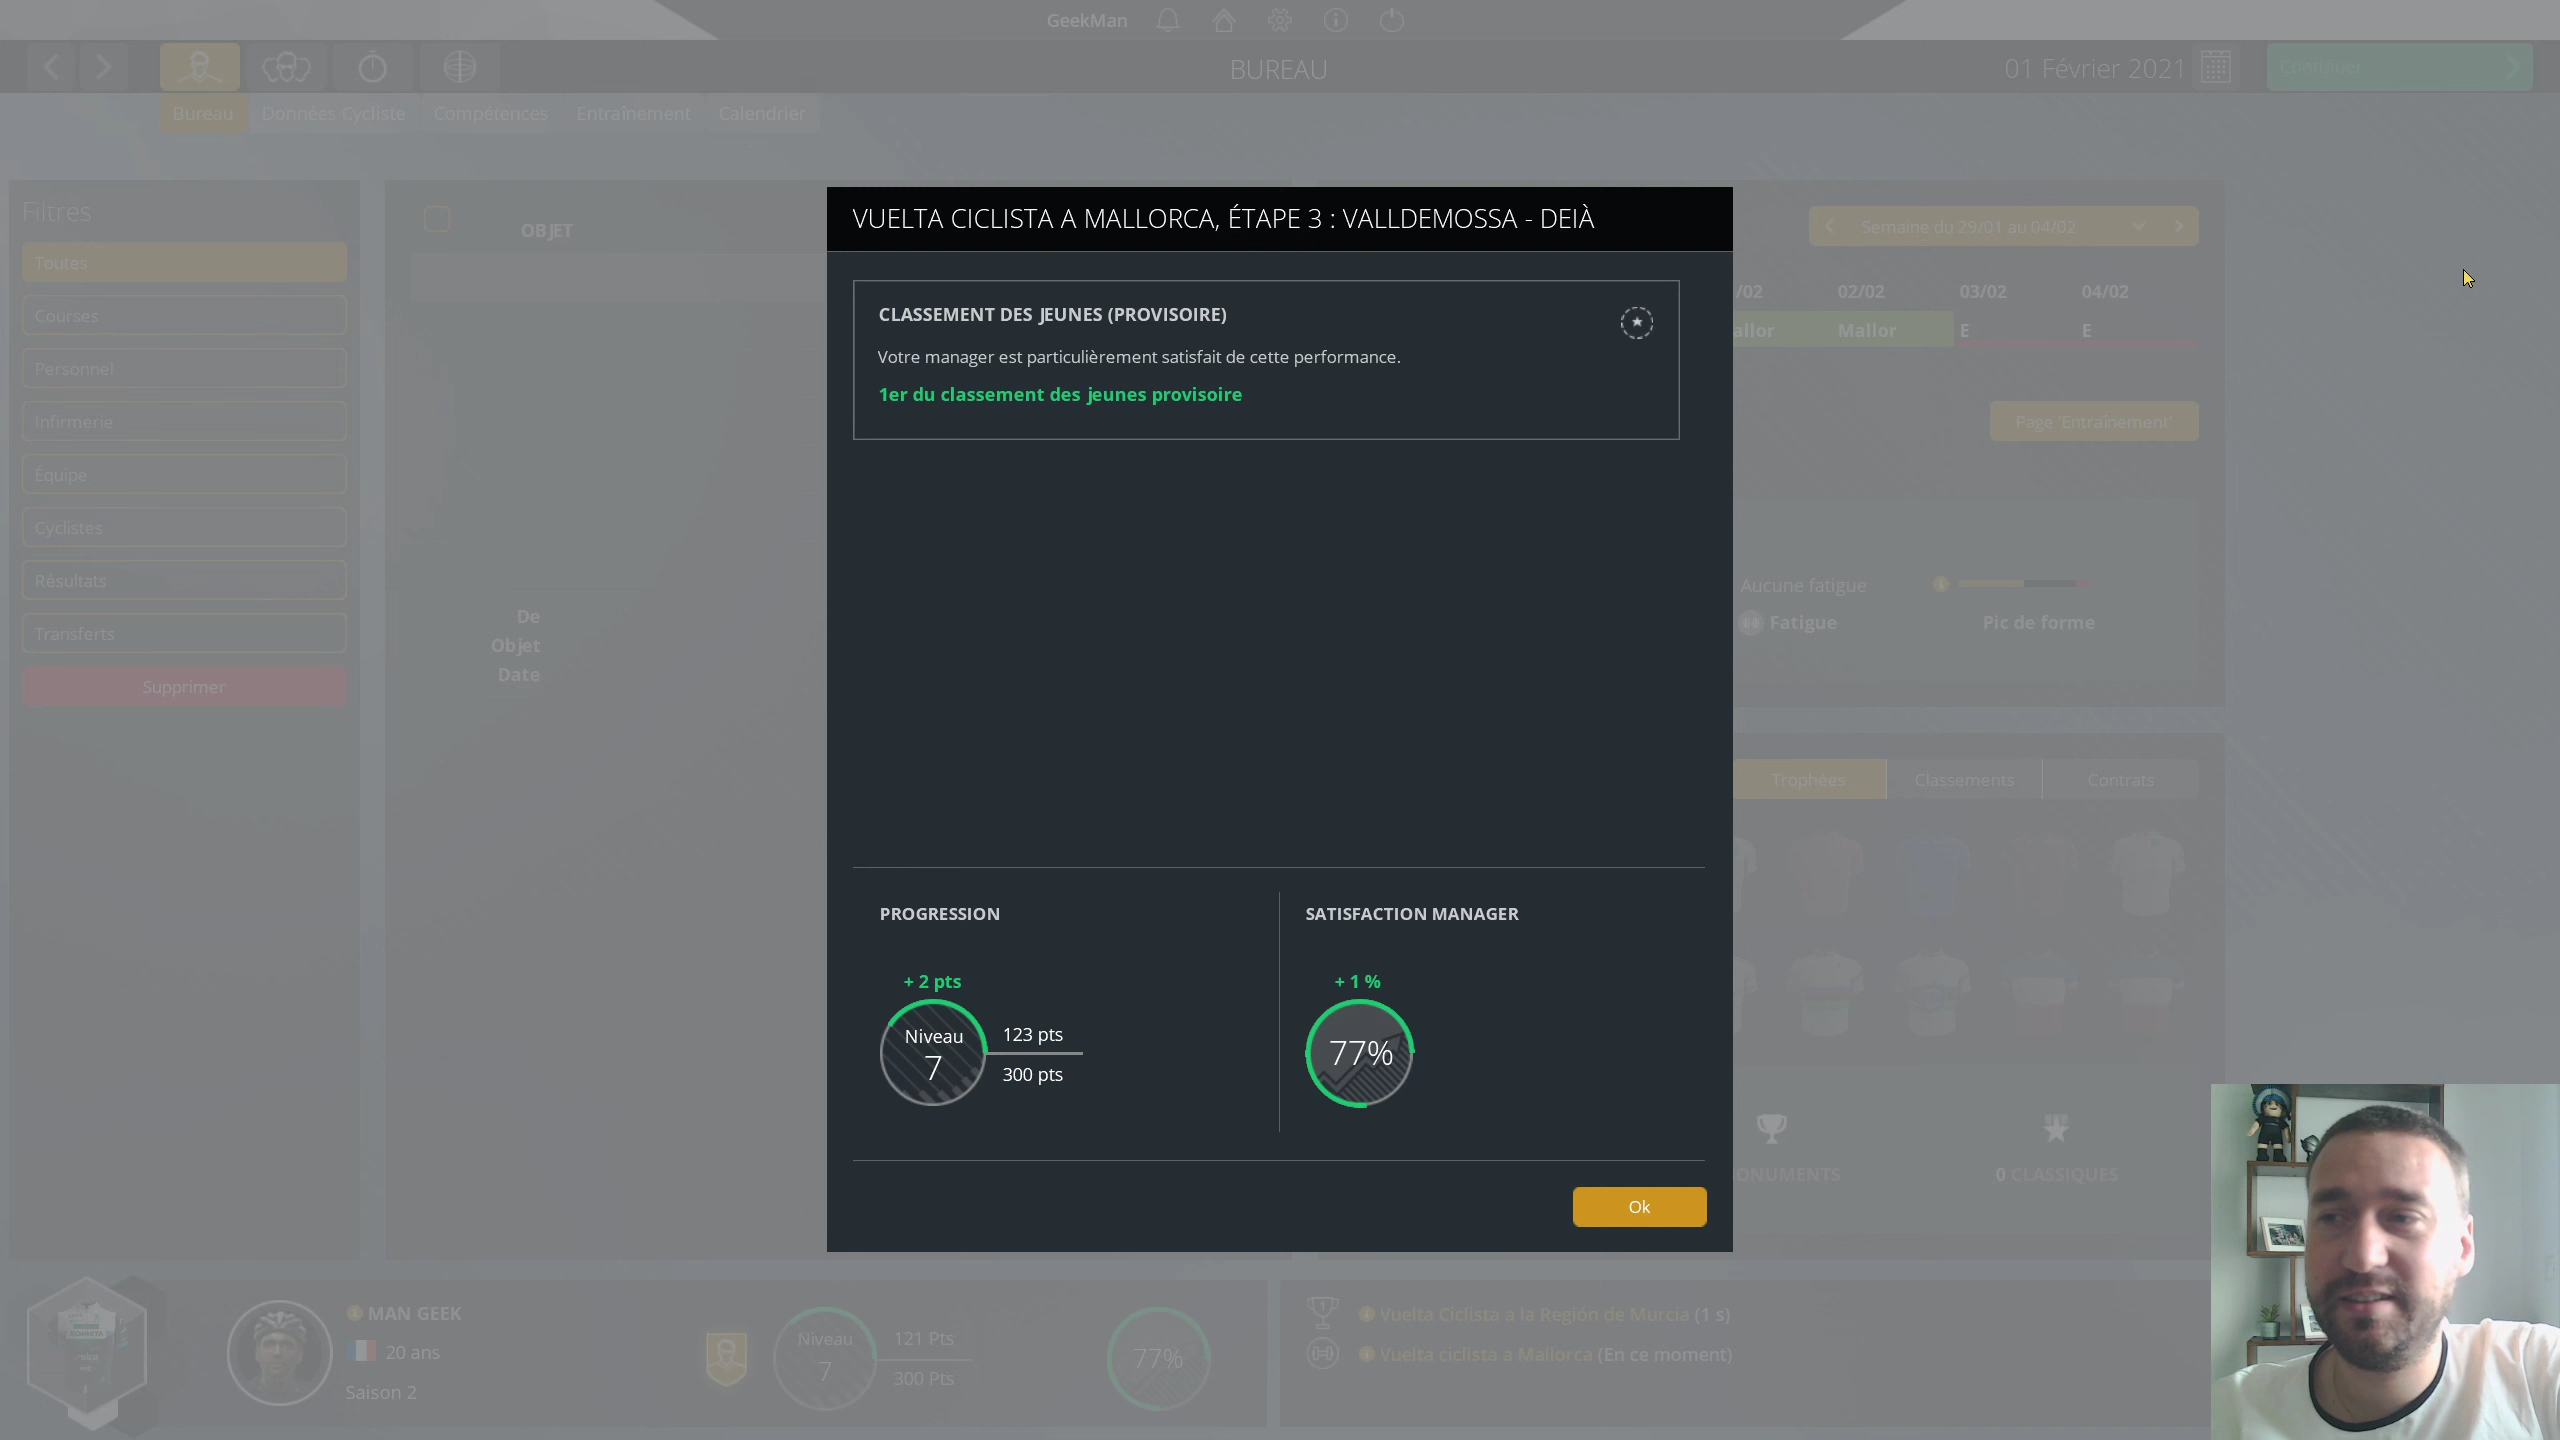 GeekMan
BUREAU
01 Février 2021
Continuer
Bureau
Données Cycliste
Compétences
Entraînement
Calendrier
Filtres
Toutes
Courses
Personnel
Infirmerie
Équipe
Cyclistes
Résultats
Transferts
Supprimer
OBJET
De
Objet
Date
VUELTA CICLISTA A MALLORCA, ÉTAPE 3 : VALLDEMOSSA - DEIÀ
CLASSEMENT DES JEUNES (PROVISOIRE)
Votre manager est particulièrement satisfait de cette performance.
1er du classement des jeunes provisoire
PROGRESSION
+ 2 pts
Niveau
7
123 pts
300 pts
SATISFACTION MANAGER
+ 1 %
77%
Ok
Semaine du 29/01 au 04/02
/02 02/02 03/02 04/02
allor Mallor E E
Page 'Entraînement'
Aucune fatigue
Fatigue
Pic de forme
Trophées
Classements
Contrats
ONUMENTS
0 CLASSIQUES
MAN GEEK
20 ans
Saison 2
Niveau
7
121 Pts
300 Pts
77%
Vuelta Ciclista a la Región de Murcia (1 s)
Vuelta ciclista a Mallorca (En ce moment)